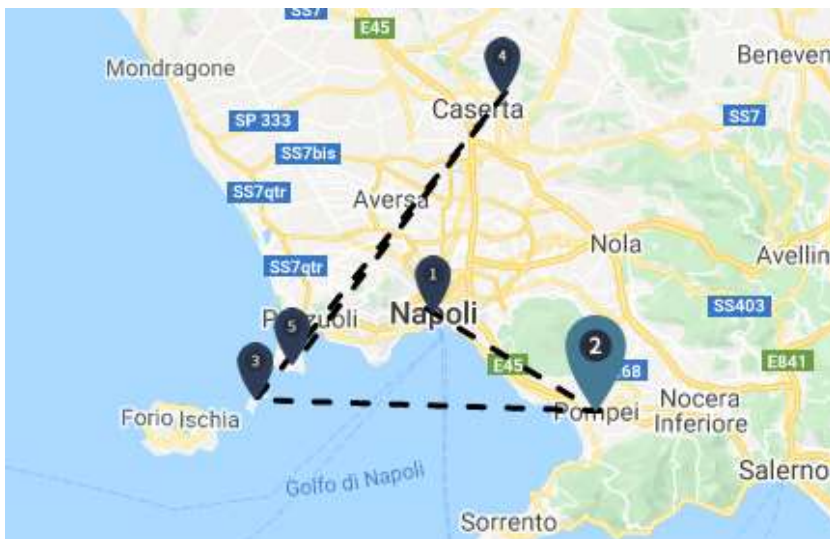 SS7
E45
4
Mondragone
Beneven
Caserta
SP 333
SS7
SS7bis
SS7qtr
Aversa
Nola
Avellin
SS7qtr
1
SS403
Napoli
5
2
3
E45
68
E841
Forio Ischia
Pompei
Nocera
Inferiore
Golfo di Napoli
Salerno
Sorrento